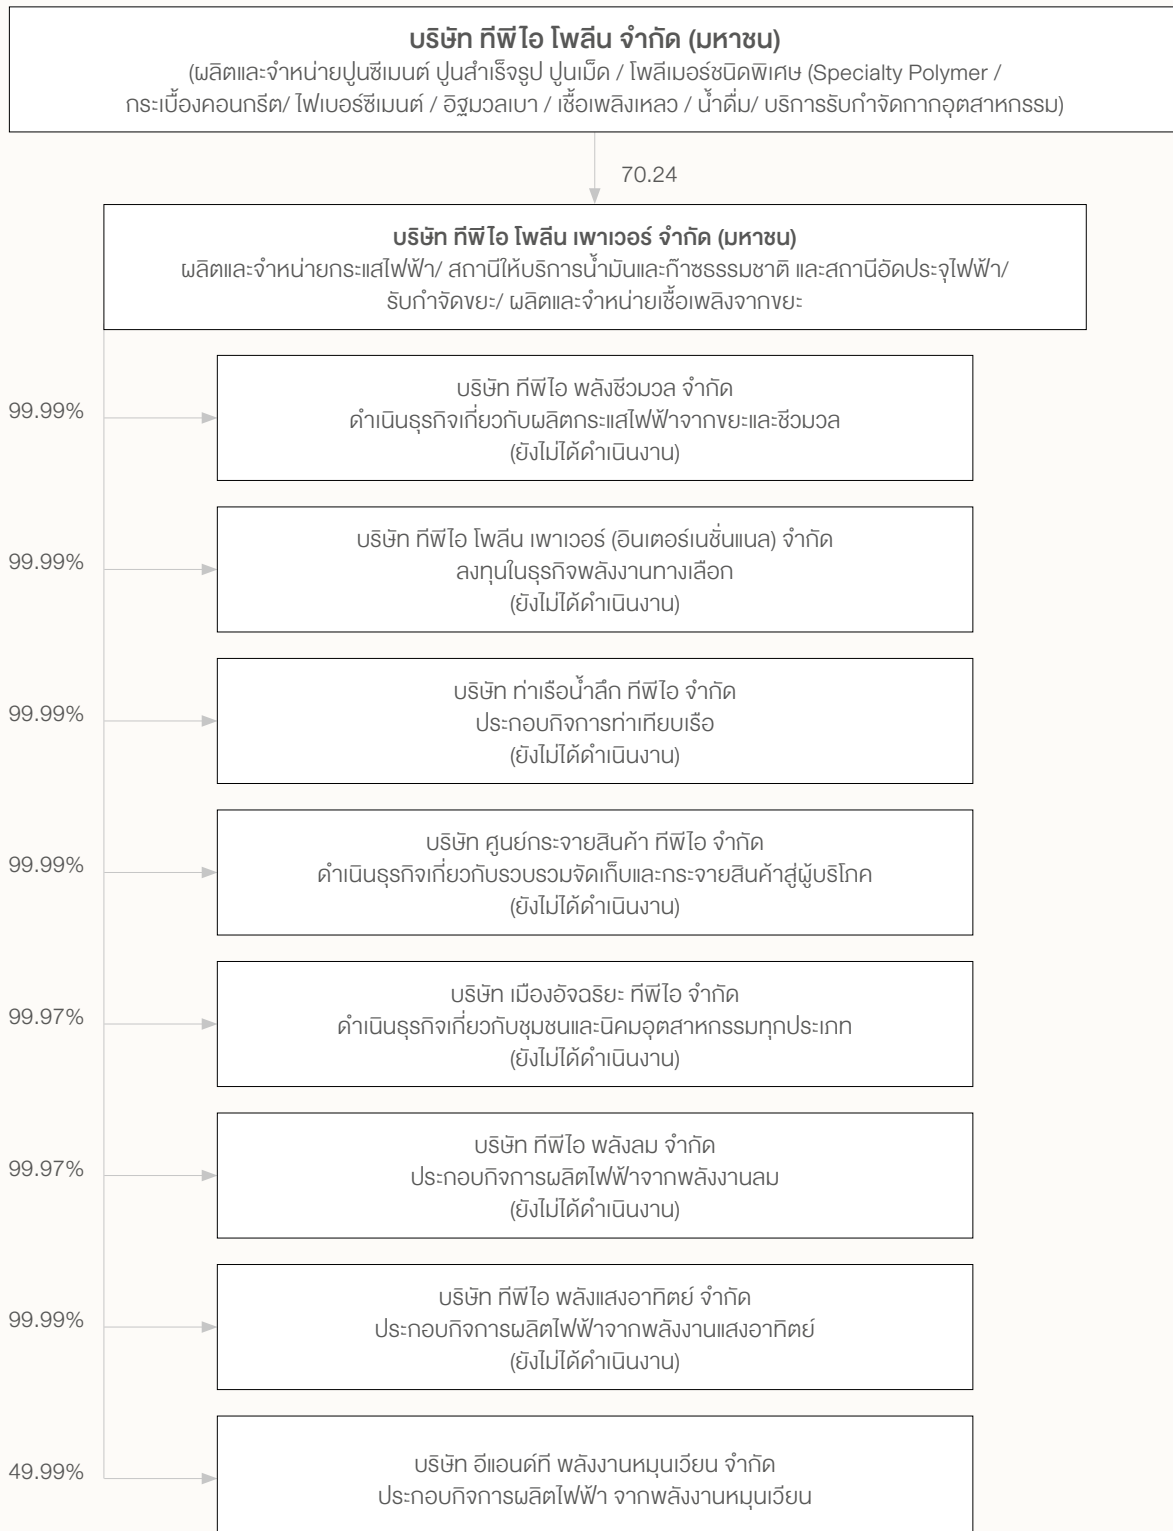 บริษัท ทีพีไอ โพลีน จำกัด (มหาชน)
(ผลิตและจำหน่ายปูนซีเมนต์ ปูนสำเร็จรูป ปูนเม็ด / โพลีเมอร์ชนิดพิเศษ (Specialty Polymer /
กระเบื้องคอนกรีต/ ไฟเบอร์ซีเมนต์ / อิฐมวลเบา / เชื้อเพลิงเหลว / น้ำดื่ม/ บริการรับกำจัดกากอุตสาหกรรม)
70.24
บริษัท ทีพีไอ โพลีน เพาเวอร์ จำกัด (มหาชน)
ผลิตและจำหน่ายกระแสไฟฟ้า/ สถานีให้บริการน้ำมันและก๊าซธรรมชาติ และสถานีอัดประจุไฟฟ้า/
รับกำจัดขยะ/ ผลิตและจำหน่ายเชื้อเพลิงจากขยะ
99.99%
บริษัท ทีพีไอ พลังชีวมวล จำกัด
ดำเนินธุรกิจเกี่ยวกับผลิตกระแสไฟฟ้าจากขยะและชีวมวล
(ยังไม่ได้ดำเนินงาน)
99.99%
บริษัท ทีพีไอ โพลีน เพาเวอร์ (อินเตอร์เนชั่นแนล) จำกัด
ลงทุนในธุรกิจพลังงานทางเลือก
(ยังไม่ได้ดำเนินงาน)
99.99%
บริษัท ท่าเรือน้ำลึก ทีพีไอ จำกัด
ประกอบกิจการท่าเทียบเรือ
(ยังไม่ได้ดำเนินงาน)
99.99%
บริษัท ศูนย์กระจายสินค้า ทีพีไอ จำกัด
ดำเนินธุรกิจเกี่ยวกับรวบรวมจัดเก็บและกระจายสินค้าสู่ผู้บริโภค
(ยังไม่ได้ดำเนินงาน)
99.97%
บริษัท เมืองอัจฉริยะ ทีพีไอ จำกัด
ดำเนินธุรกิจเกี่ยวกับชุมชนและนิคมอุตสาหกรรมทุกประเภท
(ยังไม่ได้ดำเนินงาน)
99.97%
บริษัท ทีพีไอ พลังลม จำกัด
ประกอบกิจการผลิตไฟฟ้าจากพลังงานลม
(ยังไม่ได้ดำเนินงาน)
99.99%
บริษัท ทีพีไอ พลังแสงอาทิตย์ จำกัด
ประกอบกิจการผลิตไฟฟ้าจากพลังงานแสงอาทิตย์
(ยังไม่ได้ดำเนินงาน)
49.99%
บริษัท อีแอนด์ที พลังงานหมุนเวียน จำกัด
ประกอบกิจการผลิตไฟฟ้า จากพลังงานหมุนเวียน